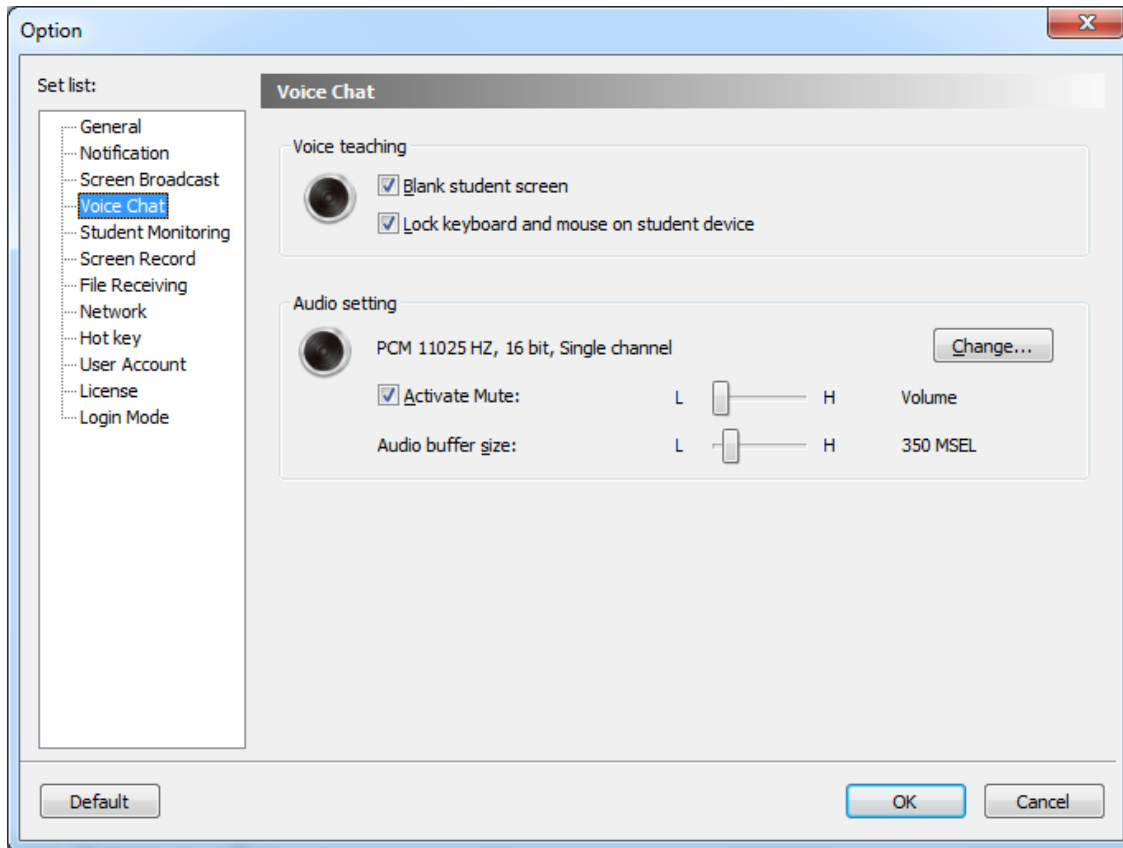 Option
Set list:
General
Notification
Screen Broadcast
Voice Chat
Student Monitoring
Screen Record
File Receiving
Network
Hot key
User Account
License
Login Mode
Voice Chat
Voice teaching
Blank student screen
Lock keyboard and mouse on student device
Audio setting
PCM 11025 HZ, 16 bit, Single channel Change...
Activate Mute: L H Volume
Audio buffer size: L H 350 MSEL
Default OK Cancel